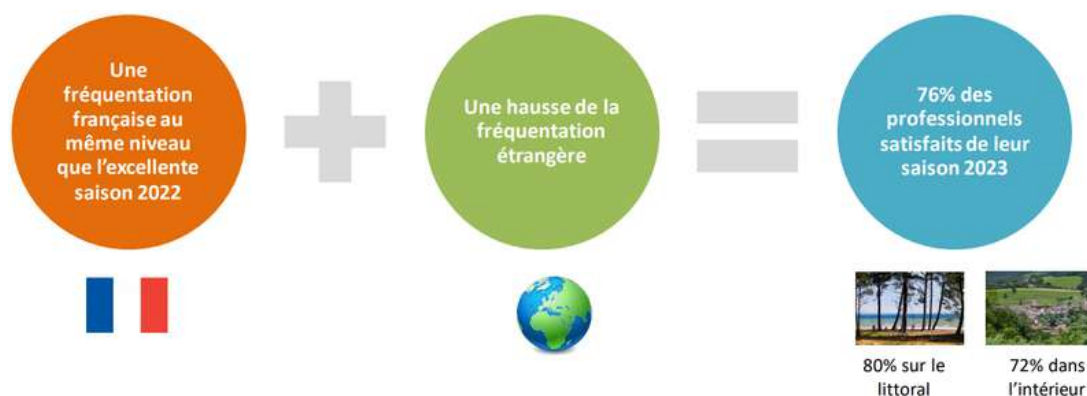 Une
fréquentation
française au
même niveau
que l’excellente
saison 2022
Une hausse de la
fréquentation
étrangère
76% des
professionnels
satisfaits de leur
saison 2023
80% sur le
littoral
72% dans
l’intérieur